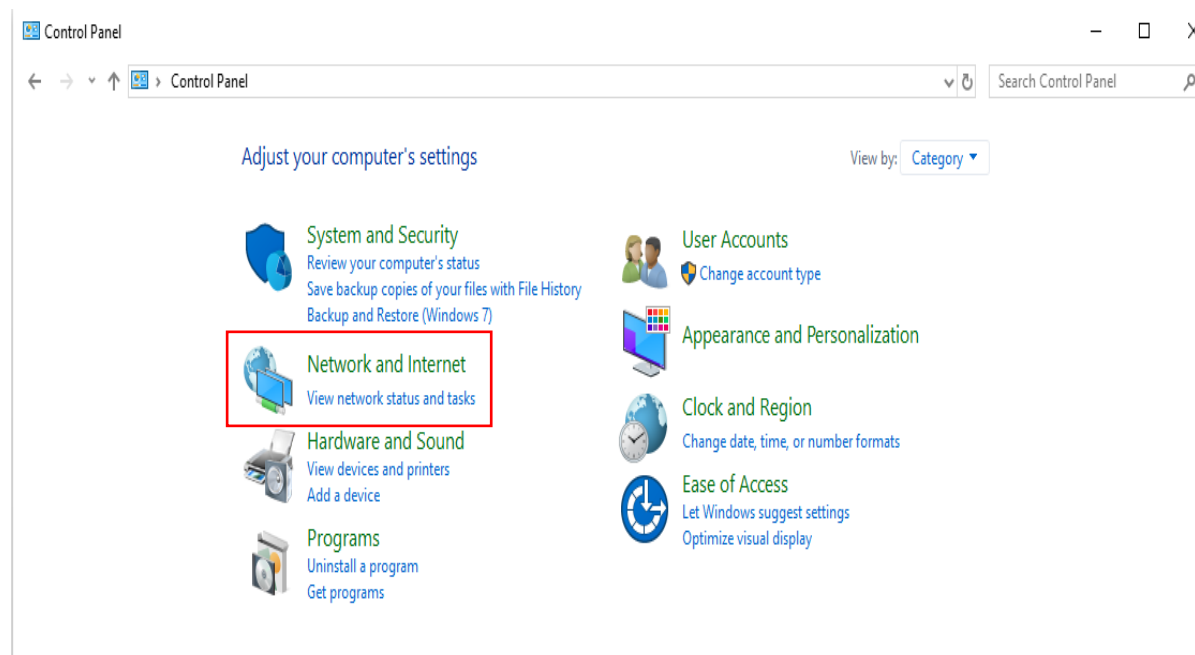 Control Panel
Control Panel
Search Control Panel
Adjust your computer's settings
View by: Category
System and Security
Review your computer's status
Save backup copies of your files with File History
Backup and Restore (Windows 7)
Network and Internet
View network status and tasks
Hardware and Sound
View devices and printers
Add a device
Programs
Uninstall a program
Get programs
User Accounts
Change account type
Appearance and Personalization
Clock and Region
Change date, time, or number formats
Ease of Access
Let Windows suggest settings
Optimize visual display